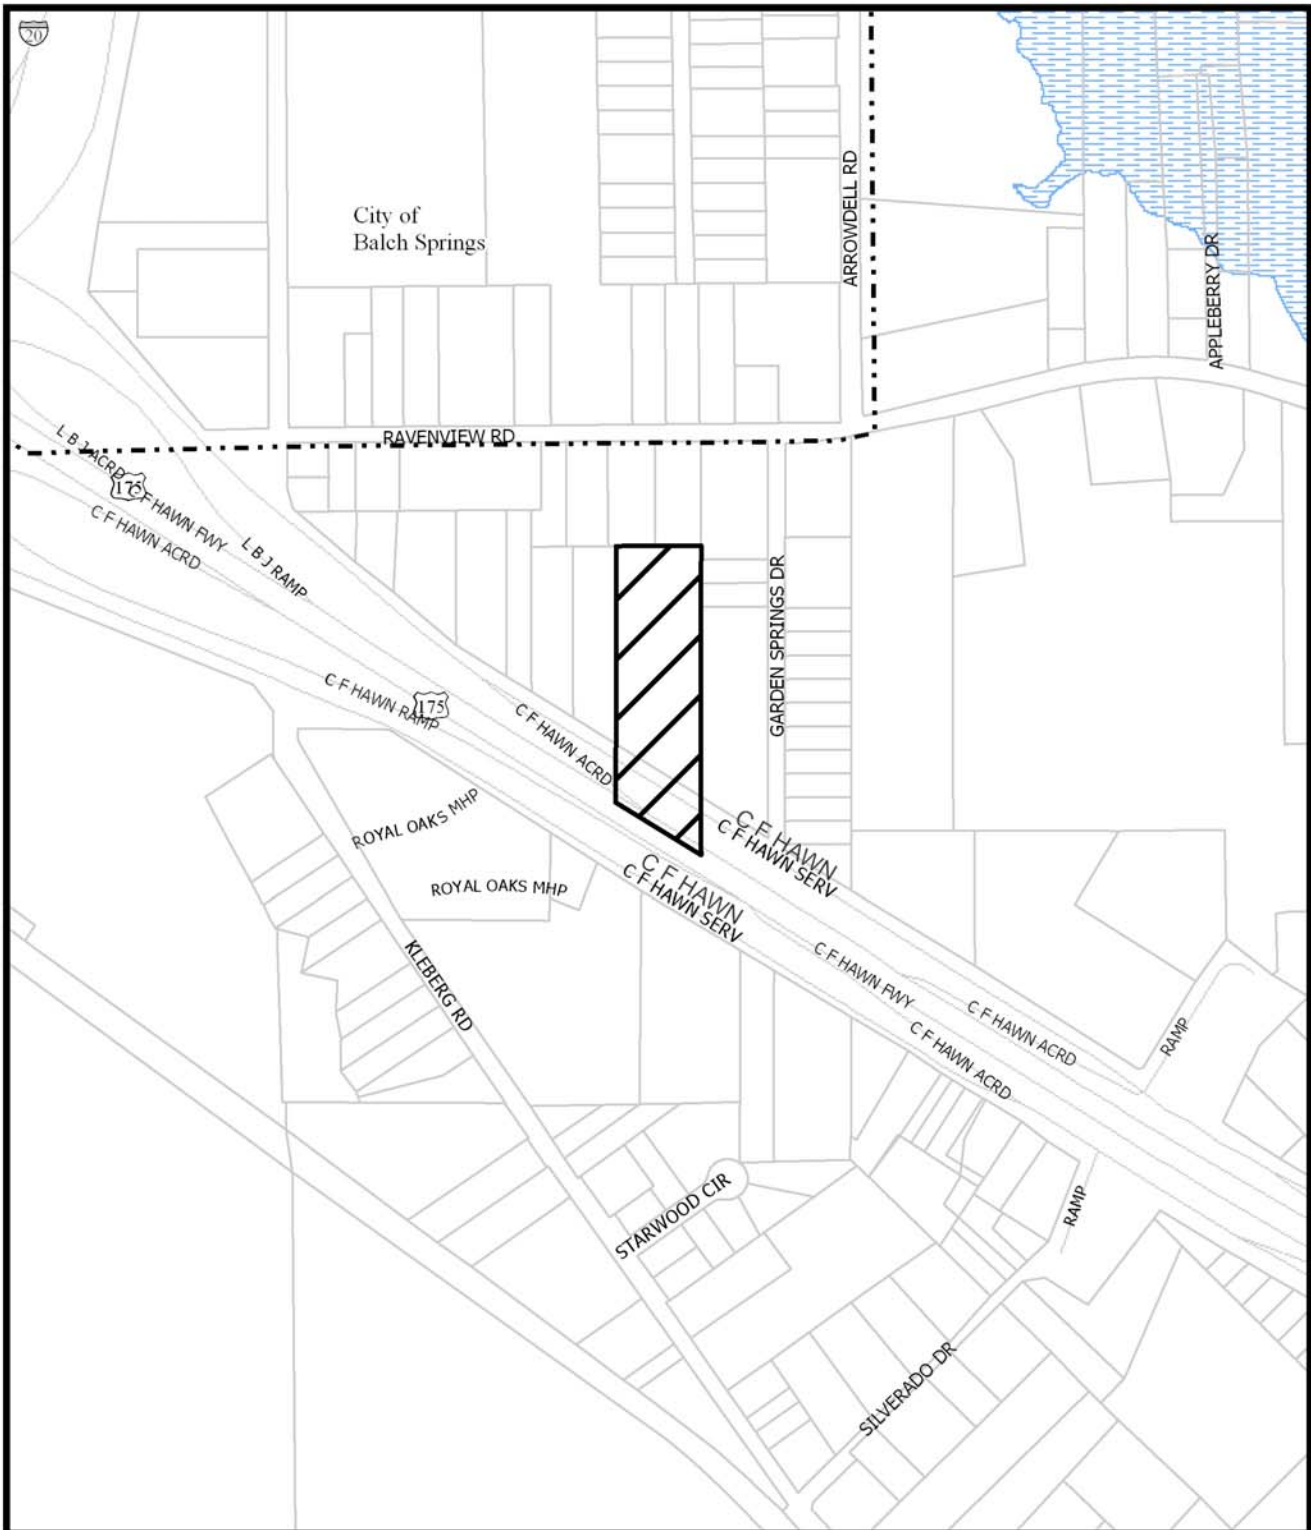 20
City of
Balch Springs
ARROWDELL RD
APPLEBERRY DR
RAVENVIEW RD
L B J ACRD
175
C F HAWN FWY
C F HAWN ACRD
L B J RAMP
GARDEN SPRINGS DR
C F HAWN RAMP
175
C F HAWN ACRD
ROYAL OAKS MHP
ROYAL OAKS MHP
C F HAWN
C F HAWN SERV
C F HAWN
C F HAWN SERV
KLEBERG RD
C F HAWN FWY
C F HAWN ACRD
C F HAWN ACRD
RAMP
STARWOOD CIR
RAMP
SILVERADO DR